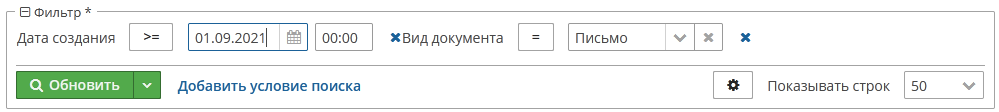 Фильтр *
Дата создания >= 01.09.2021 00:00 Вид документа = Письмо
Обновить Добавить условие поиска Показывать строк 50